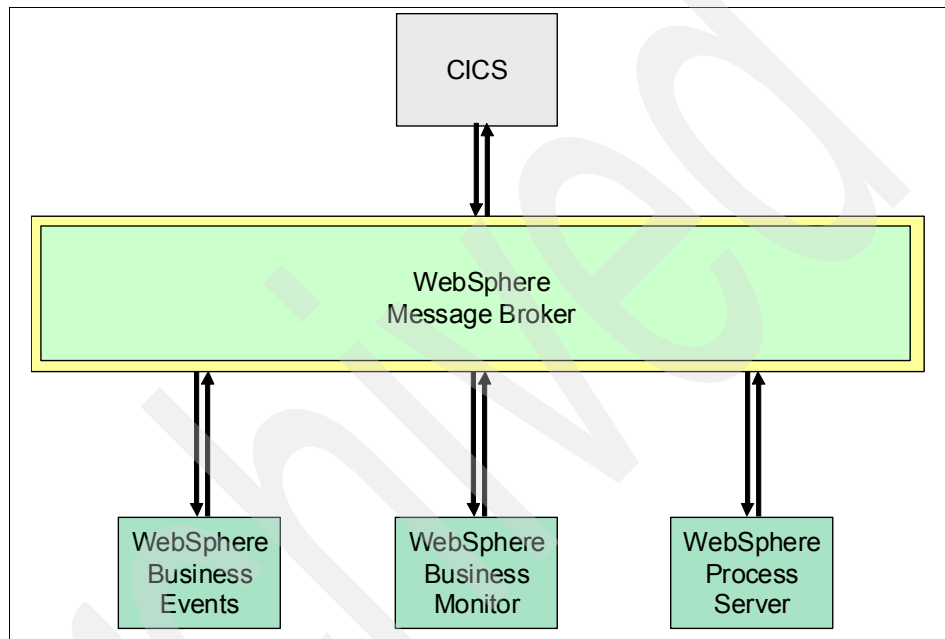 CICS
WebSphere
Message Broker
WebSphere
Business
Events
WebSphere
Business
Monitor
WebSphere
Process
Server